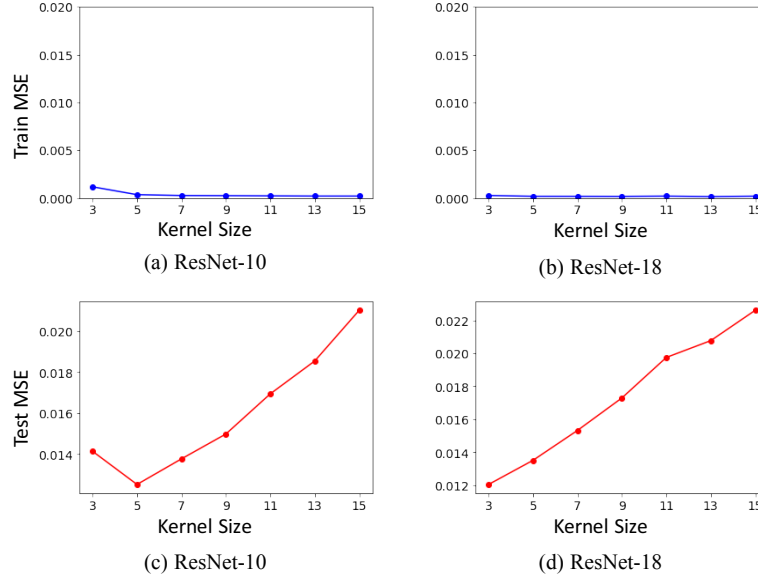 0.020
0.015
0.010
0.005
0.000
Train MSE
3 5 7 9 11 13 15
Kernel Size
(a) ResNet-10
0.020
0.015
0.010
0.005
0.000
3 5 7 9 11 13 15
Kernel Size
(b) ResNet-18
0.020
0.018
0.016
0.014
Test MSE
3 5 7 9 11 13 15
Kernel Size
(c) ResNet-10
0.022
0.020
0.018
0.016
0.014
0.012
3 5 7 9 11 13 15
Kernel Size
(d) ResNet-18